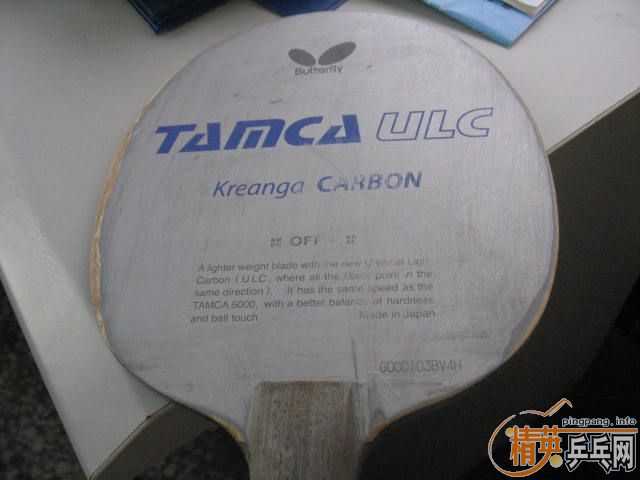 Butterfly
TAMCA ULC
Kreanga CARBON
OFF +
A lighter weight blade with the new Uniaxial Light
Carbon (ULC, where all the fibers point in the
same direction). It has the same speed as the
TAMCA 5000, with a better balance of hardness
and ball touch. Made in Japan
G000103BV4H
pingpang.info
精英乒乓网